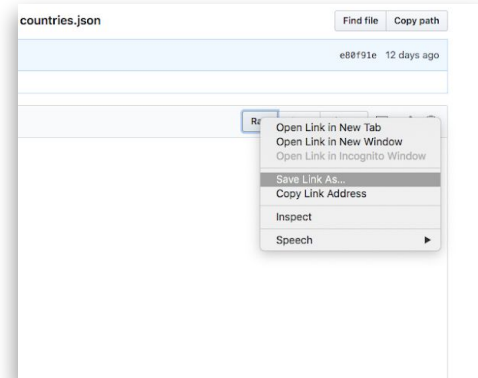 countries.json
Find file Copy path
e80f91e 12 days ago
Open Link in New Tab
Open Link in New Window
Open Link in Incognito Window
Save Link As...
Copy Link Address
Inspect
Speech